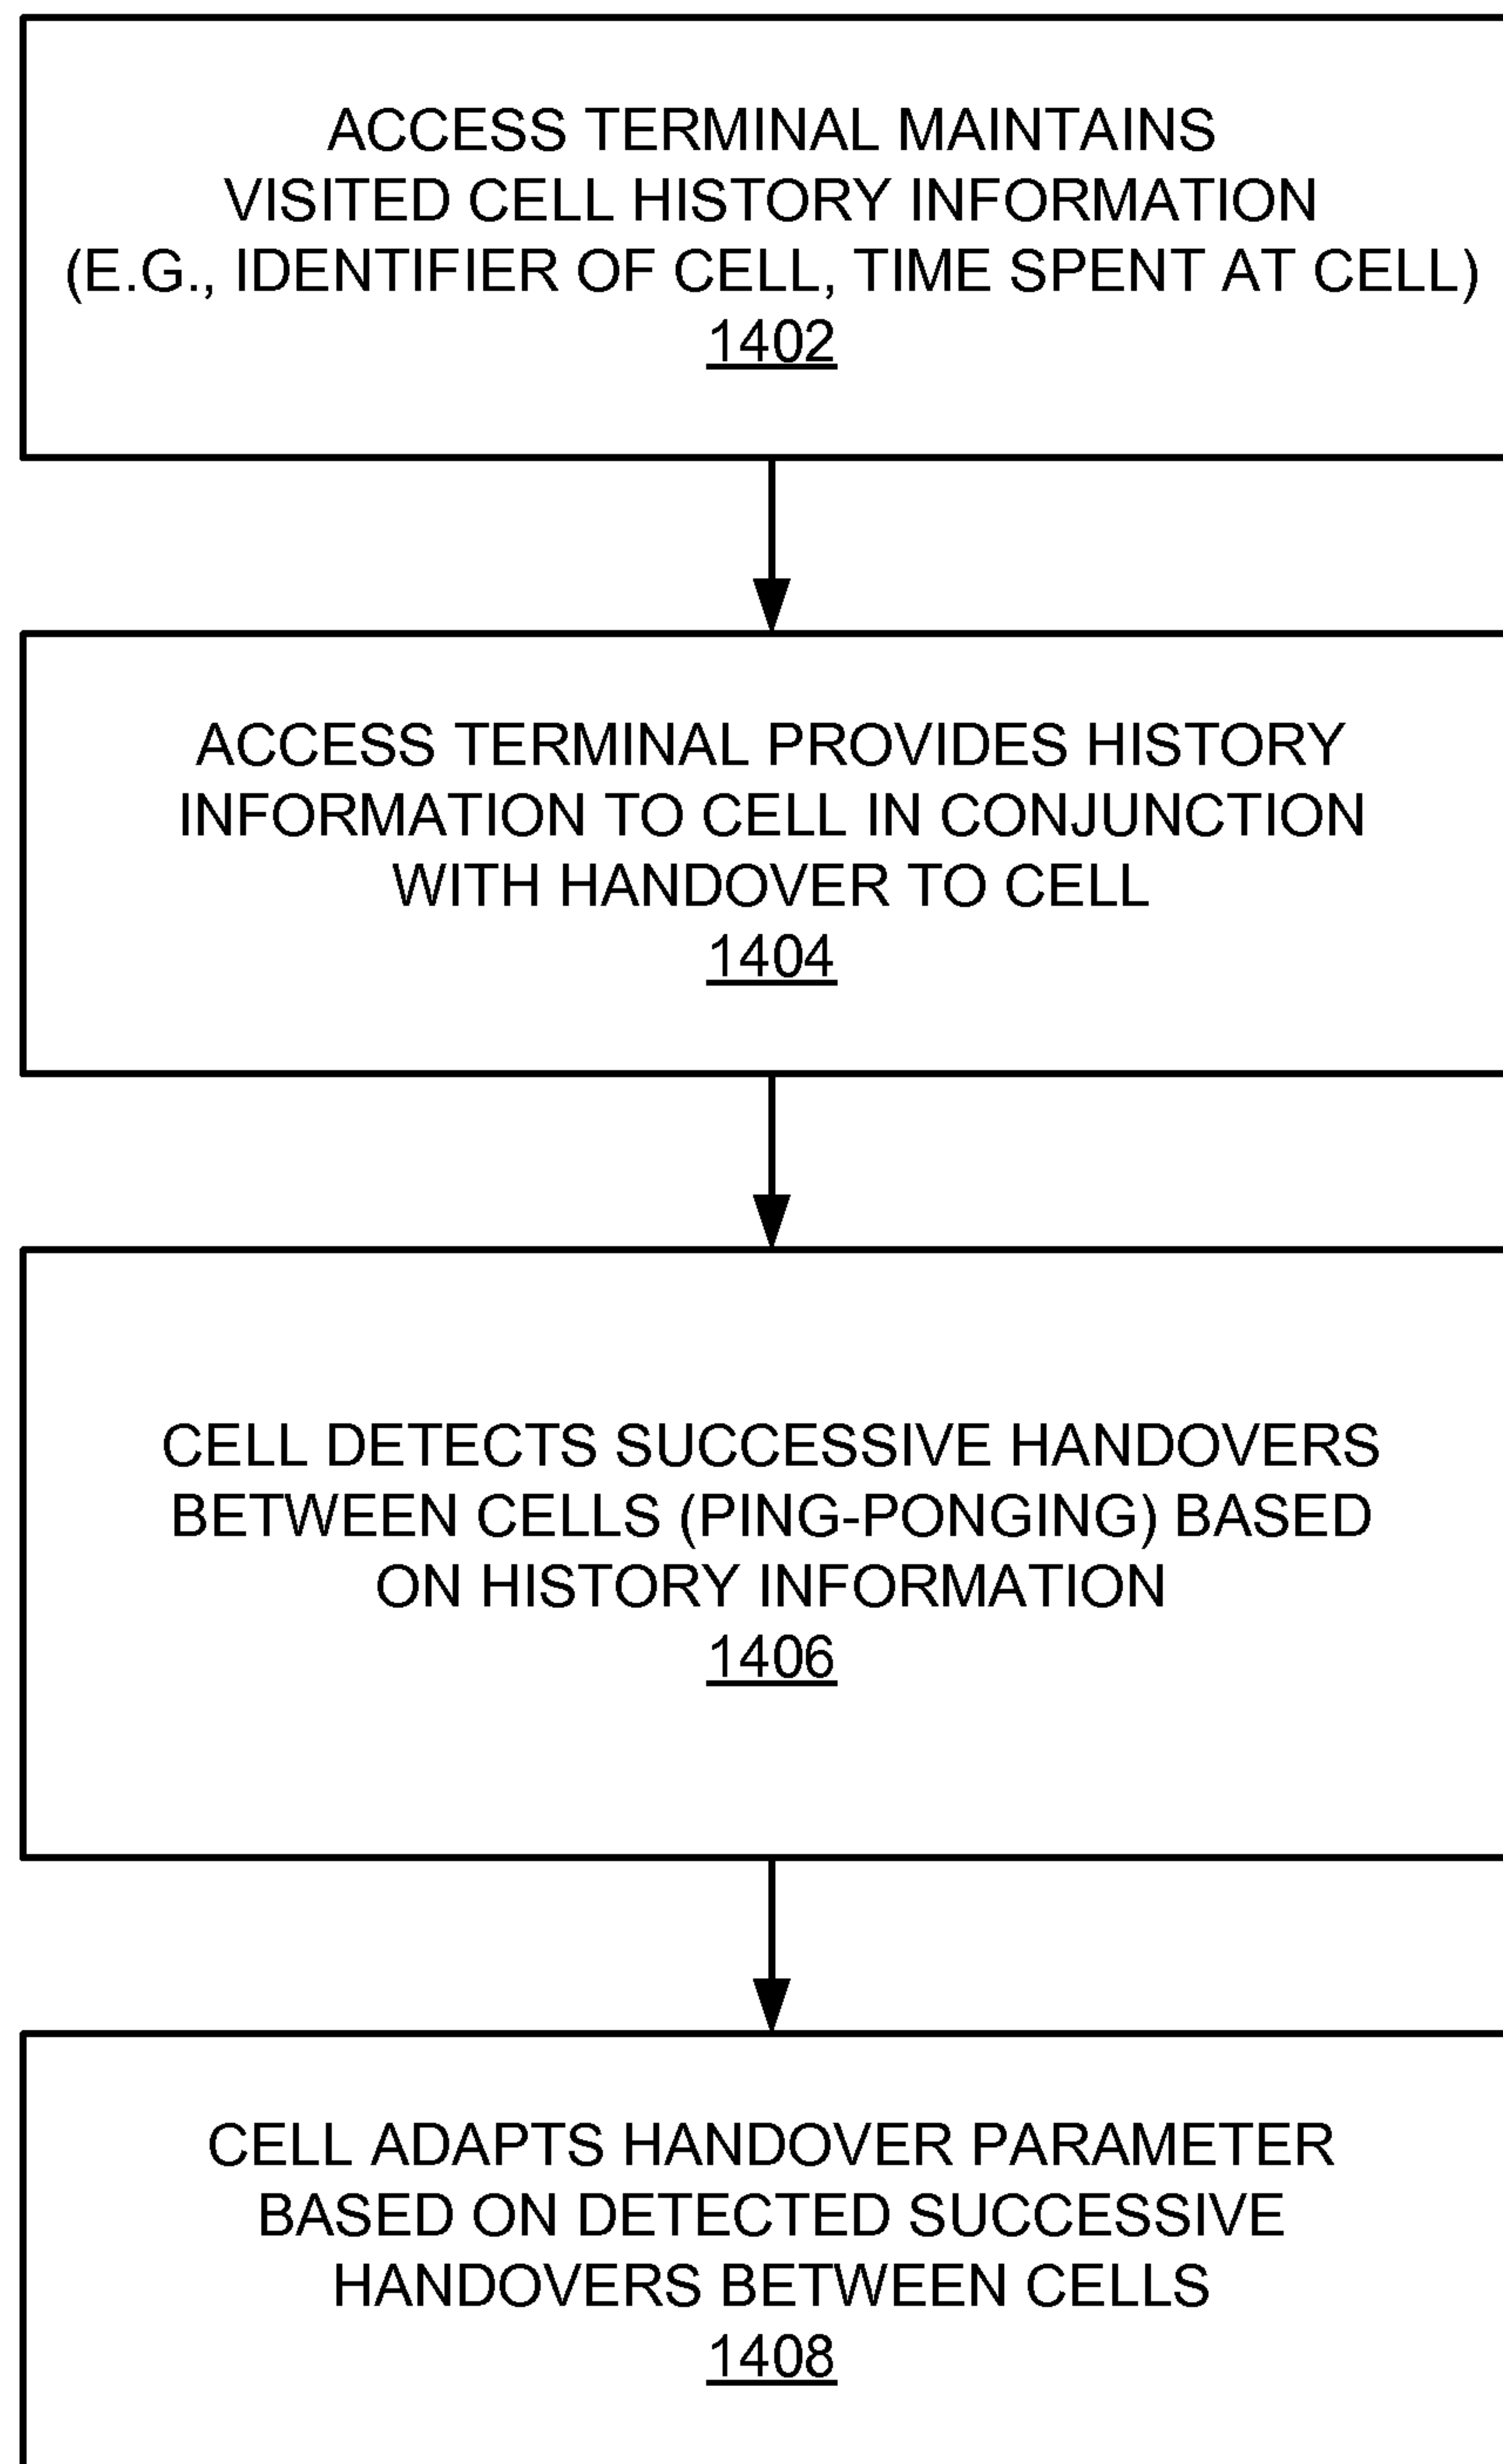 ACCESS TERMINAL MAINTAINS
VISITED CELL HISTORY INFORMATION
(E.G., IDENTIFIER OF CELL, TIME SPENT AT CELL)
1402
ACCESS TERMINAL PROVIDES HISTORY
INFORMATION TO CELL IN CONJUNCTION
WITH HANDOVER TO CELL
1404
CELL DETECTS SUCCESSIVE HANDOVERS
BETWEEN CELLS (PING-PONGING) BASED
ON HISTORY INFORMATION
1406
CELL ADAPTS HANDOVER PARAMETER
BASED ON DETECTED SUCCESSIVE
HANDOVERS BETWEEN CELLS
1408